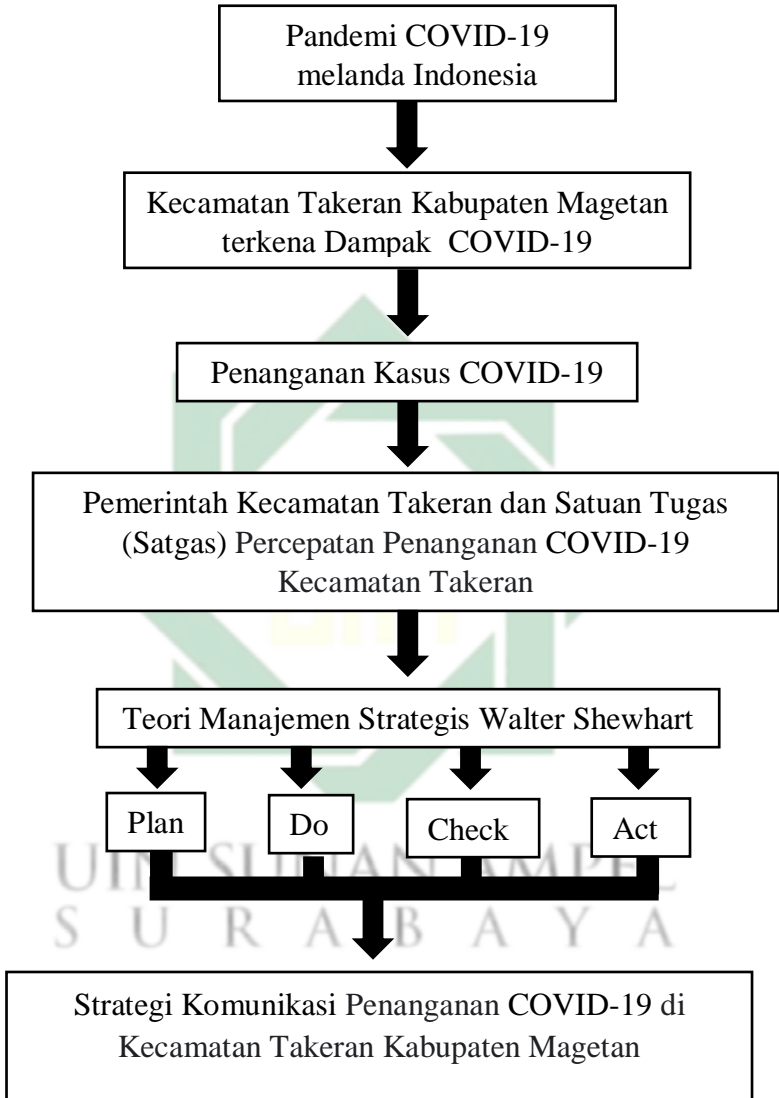 Pandemi COVID-19
melanda Indonesia
Kecamatan Takeran Kabupaten Magetan
terkena Dampak COVID-19
Penanganan Kasus COVID-19
Pemerintah Kecamatan Takeran dan Satuan Tugas
(Satgas) Percepatan Penanganan COVID-19
Kecamatan Takeran
Teori Manajemen Strategis Walter Shewhart
Plan Do Check Act
UIN SUNAN AMPEL
SURABAYA
Strategi Komunikasi Penanganan COVID-19 di
Kecamatan Takeran Kabupaten Magetan